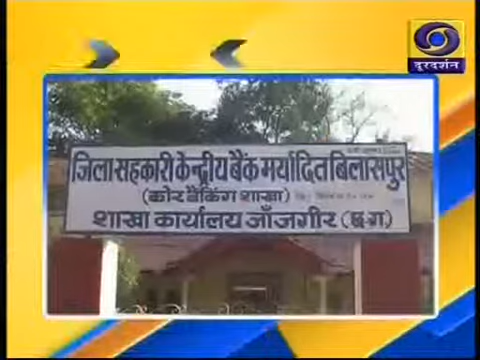 दूरदर्शन
जिला सहकारी केन्द्रीय बैंक मर्यादित बिलासपुर
(कोर बैंकिंग शाखा)
शाखा कार्यालय जाँजगीर (छ.ग)